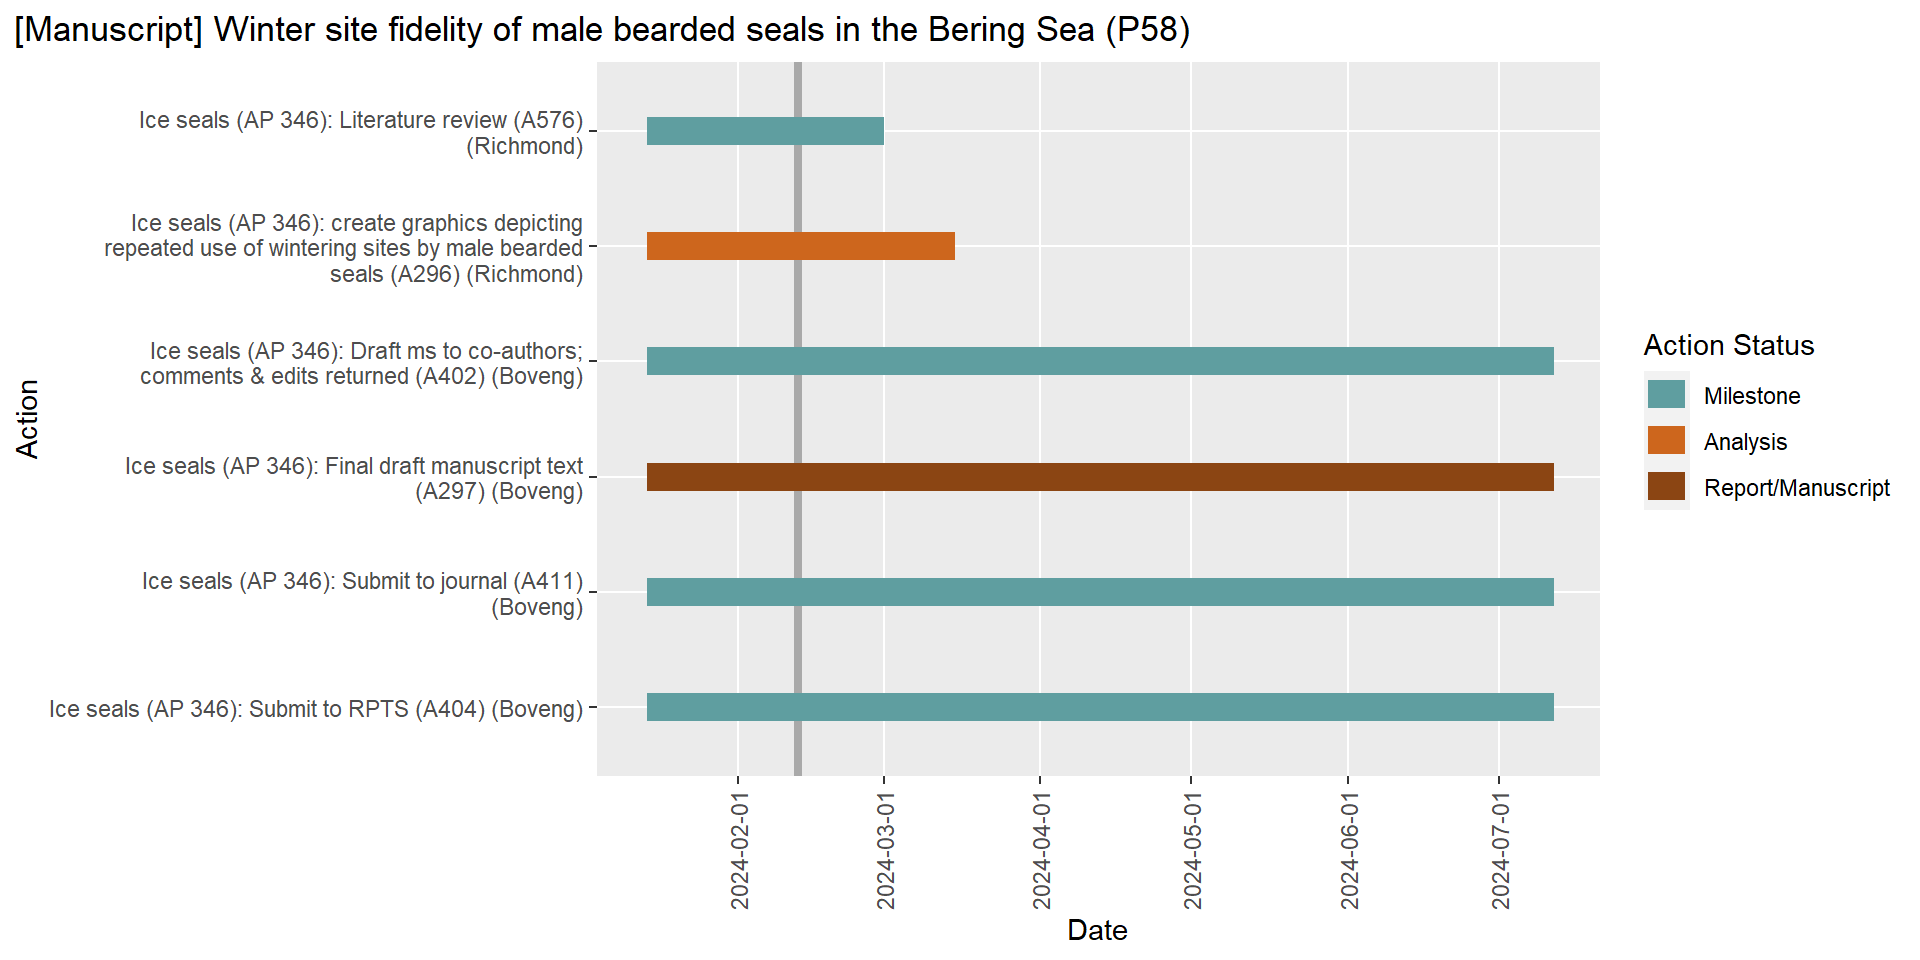 [Manuscript] Winter site fidelity of male bearded seals in the Bering Sea (P58)
Ice seals (AP 346): Literature review (A576)
(Richmond)
Ice seals (AP 346): create graphics depicting
repeated use of wintering sites by male bearded
seals (A296) (Richmond)
Ice seals (AP 346): Draft ms to co-authors;
comments & edits returned (A402) (Boveng)
Ice seals (AP 346): Final draft manuscript text
(A297) (Boveng)
Ice seals (AP 346): Submit to journal (A411)
(Boveng)
Ice seals (AP 346): Submit to RPTS (A404) (Boveng)
Action
2024-02-01
2024-03-01
2024-04-01
2024-05-01
2024-06-01
2024-07-01
Date
Action Status
Milestone
Analysis
Report/Manuscript